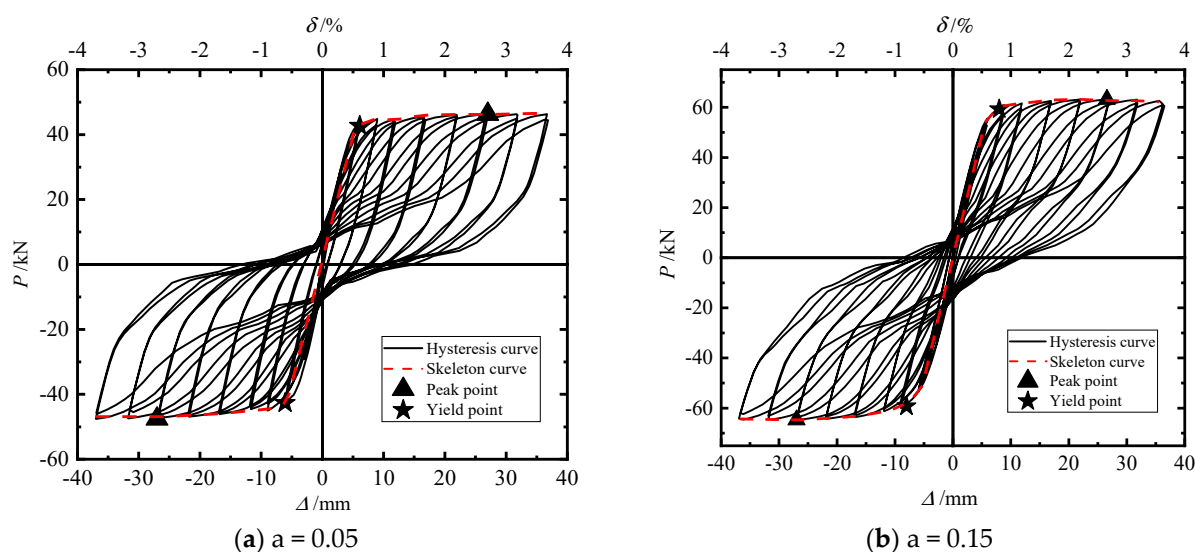 δ/%
-4 -3 -2 -1 0 1 2 3 4
60
40
20
0
-20
-40
-60
P /kN
Hysteresis curve
Skeleton curve
Peak point
Yield point
-40 -30 -20 -10 0 10 20 30 40
Δ /mm
(a) a = 0.05
δ/%
-4 -3 -2 -1 0 1 2 3 4
60
40
20
0
-20
-40
-60
P /kN
Hysteresis curve
Skeleton curve
Peak point
Yield point
-40 -30 -20 -10 0 10 20 30 40
Δ /mm
(b) a = 0.15